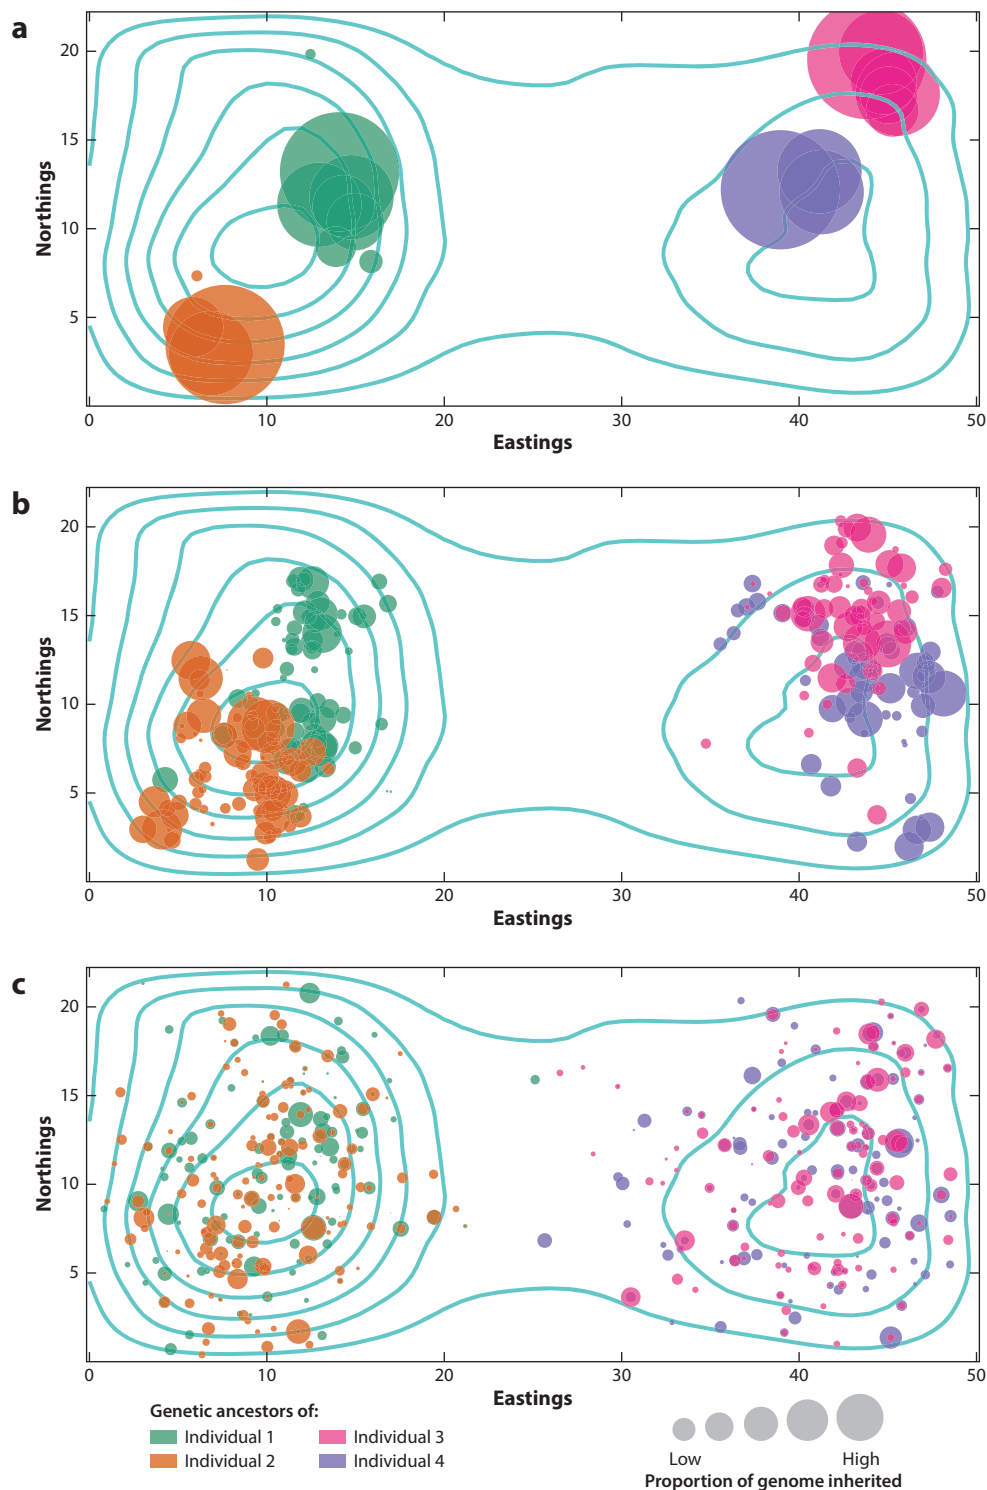 a
20
15
10
5
Northings
0
10
20
30
40
50
Eastings
b
20
15
10
5
Northings
0
10
20
30
40
50
Eastings
c
20
15
10
5
Northings
0
10
20
30
40
50
Eastings
Genetic ancestors of:
Individual 1
Individual 3
Individual 2
Individual 4
Low
High
Proportion of genome inherited